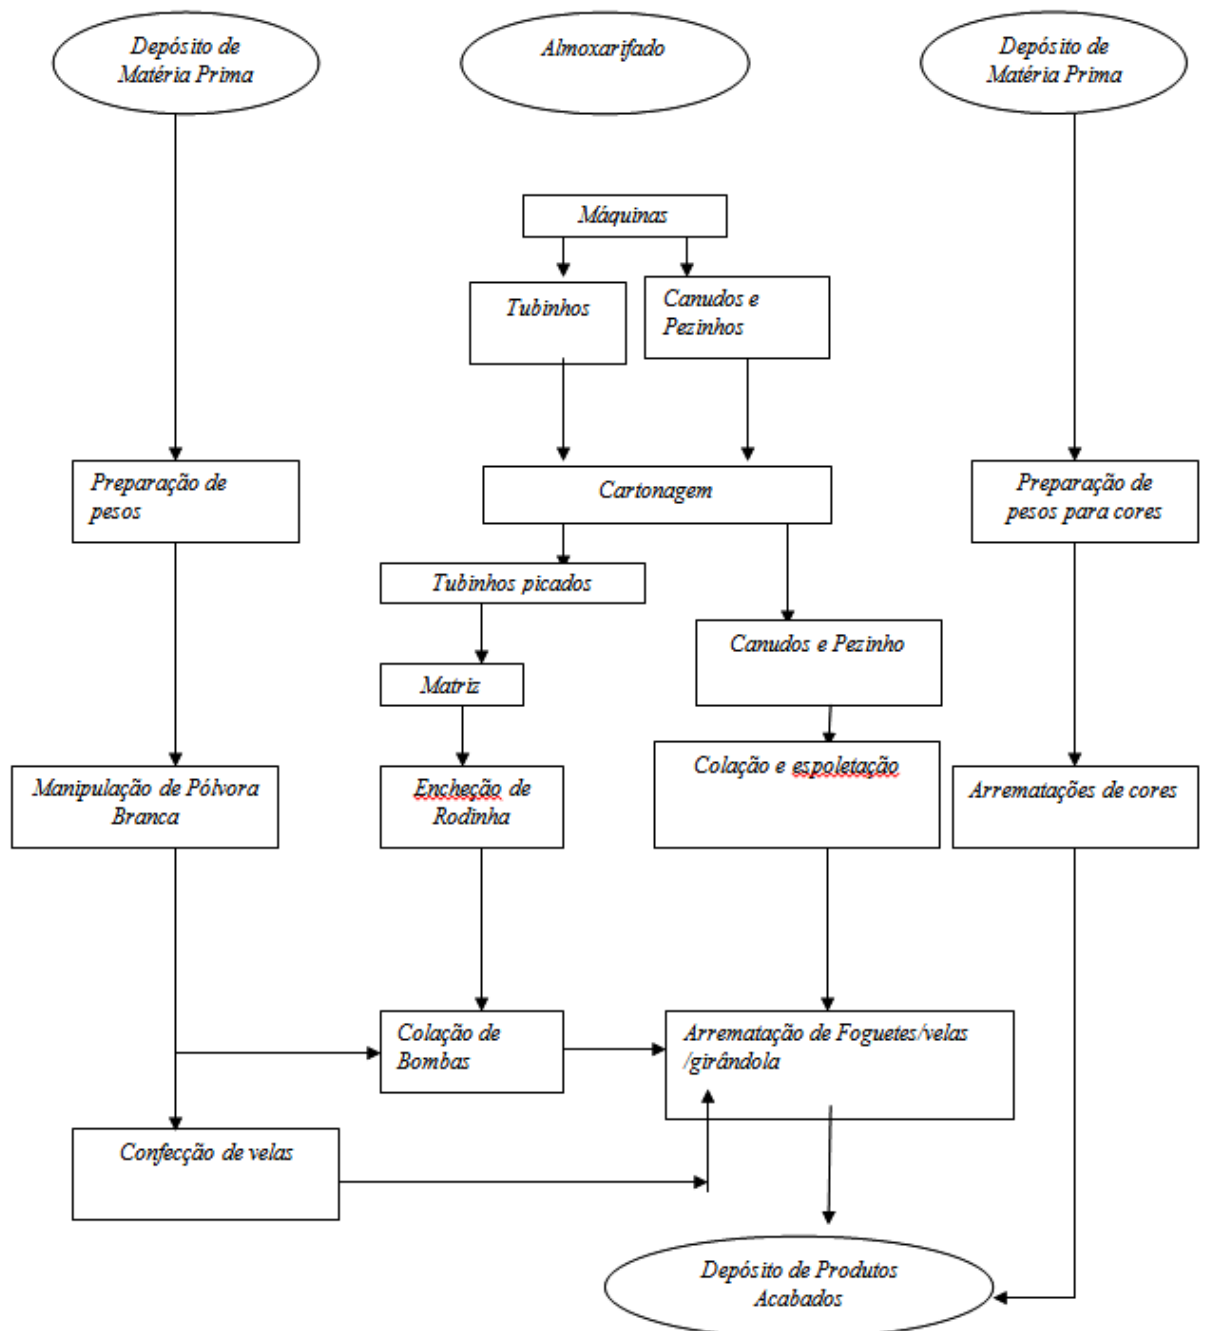 Depósito de
Matéria Prima
Almoxarifado
Depósito de
Matéria Prima
Máquinas
Tubinhos
Canudos e
Pezinhos
Preparação de
pesos
Cartonagem
Preparação de
pesos para cores
Tubinhos picados
Canudos e Pezinho
Matriz
Manipulação de Pólvora
Branca
Encheção de
Rodinha
Colação e espoletação
Arrematações de cores
Colação de
Bombas
Arrematação de Foguetes/velas
/girândola
Confecção de velas
Depósito de Produtos
Acabados